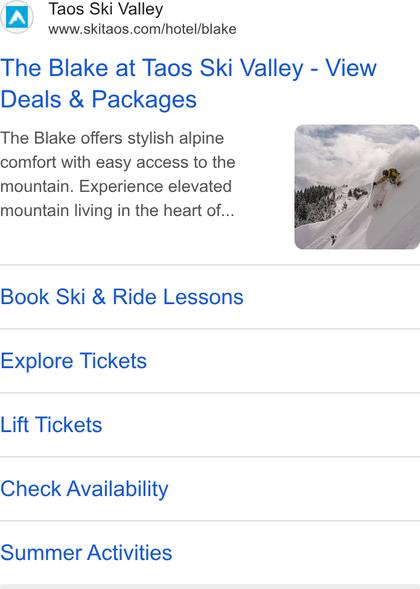 Taos Ski Valley
www.skitaos.com/hotel/blake
The Blake at Taos Ski Valley - View
Deals & Packages
The Blake offers stylish alpine
comfort with easy access to the
mountain. Experience elevated
mountain living in the heart of...
Book Ski & Ride Lessons
Explore Tickets
Lift Tickets
Check Availability
Summer Activities